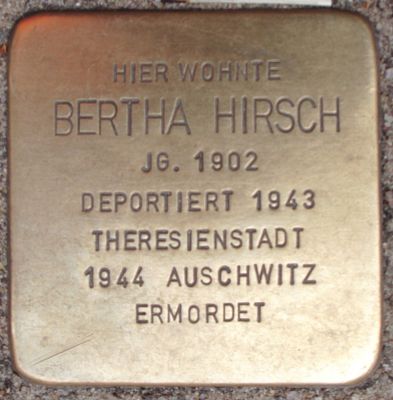 HIER WOHNTE
BERTHA HIRSCH
JG. 1902
DEPORTIERT 1943
THERESIENSTADT
1944 AUSCHWITZ
ERMORDET